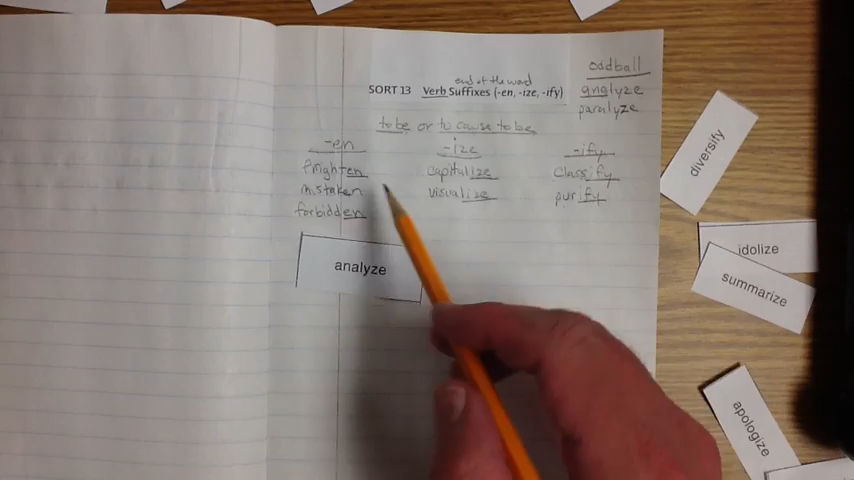 end of the word
SORT 13 Verb Suffixes (-en, -ize, -ify)
to be, or to cause to be
oddball
analyze
paralyze
-en
frighten
mistaken
forbidden
-ize
capitalize
visualize
-ify
classify
purify
analyze
diversify
idolize
summarize
apologize